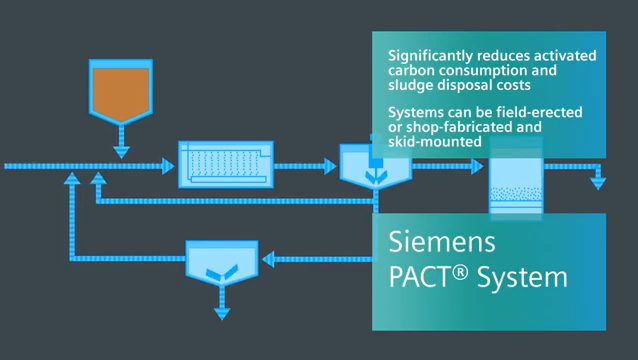 Significantly reduces activated
carbon consumption and
sludge disposal costs
Systems can be field-erected
or shop-fabricated and
skid-mounted
Siemens
PACT® System